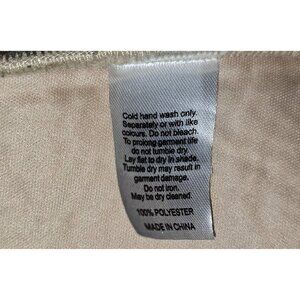 Cold hand wash only.
Separately or with like
colours. Do not bleach.
To prolong garment life
do not tumble dry.
Lay flat to dry in shade.
Tumble dry may result in
garment damage.
Do not iron.
May be dry cleaned.
100% POLYESTER
MADE IN CHINA